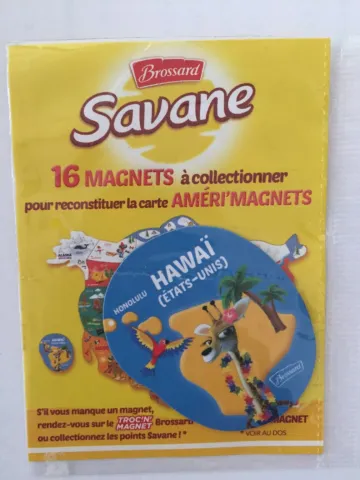 Brossard
Savane
16 MAGNETS à collectionner
pour reconstituer la carte AMÉRI'MAGNETS
HAWAÏ
(ÉTATS-UNIS)
HONOLULU
Brossard
S'il vous manque un magnet,
rendez-vous sur le TROC'N' MAGNET Brossard
ou collectionnez les points Savane ! *
MAGNET
* VOIR AU DOS